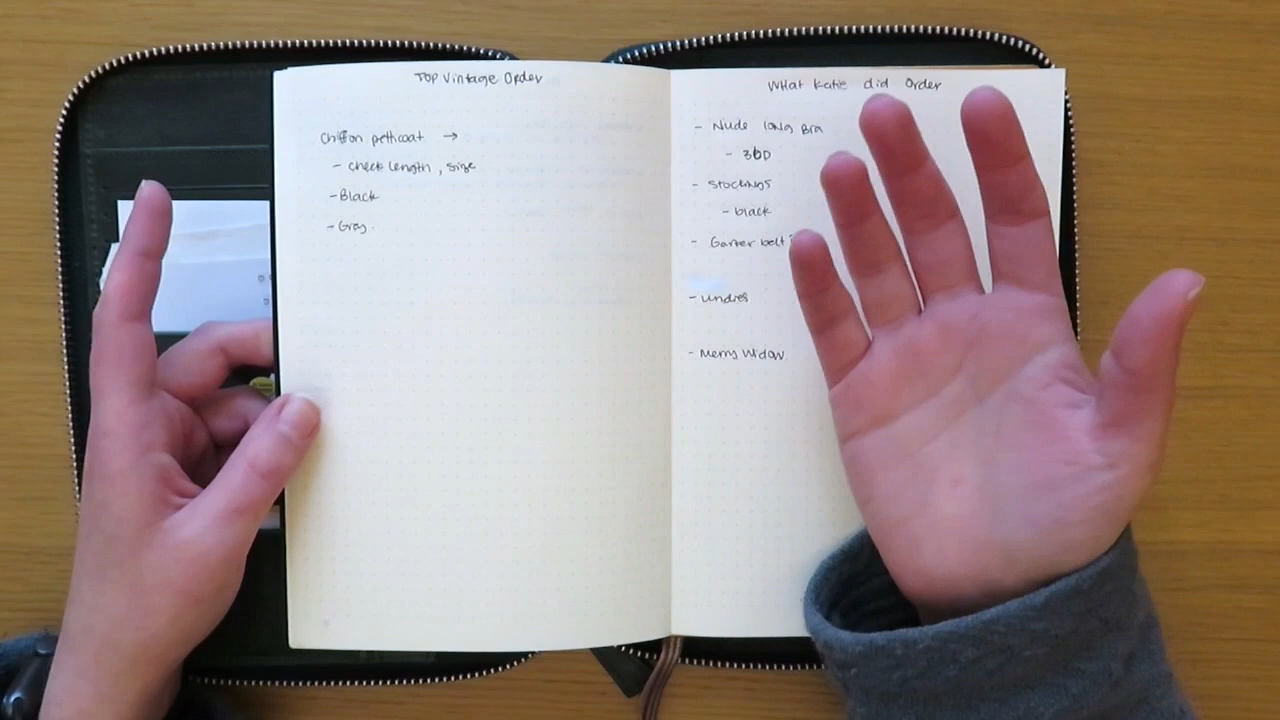 Top Vintage Order
Chiffon petticoat →
- check length, size
- Black
- Gray.
What Katie did Order
- Nude long Bra
- 36D
- Stockings
- black
- Garter belt
- undies
- Merry Widow.